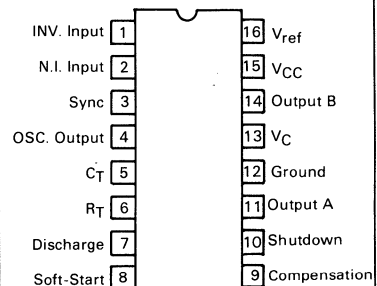 INV. Input 1 16 Vref
N.I. Input 2 15 VCC
Sync 3 14 Output B
OSC. Output 4 13 VC
CT 5 12 Ground
RT 6 11 Output A
Discharge 7 10 Shutdown
Soft-Start 8 9 Compensation